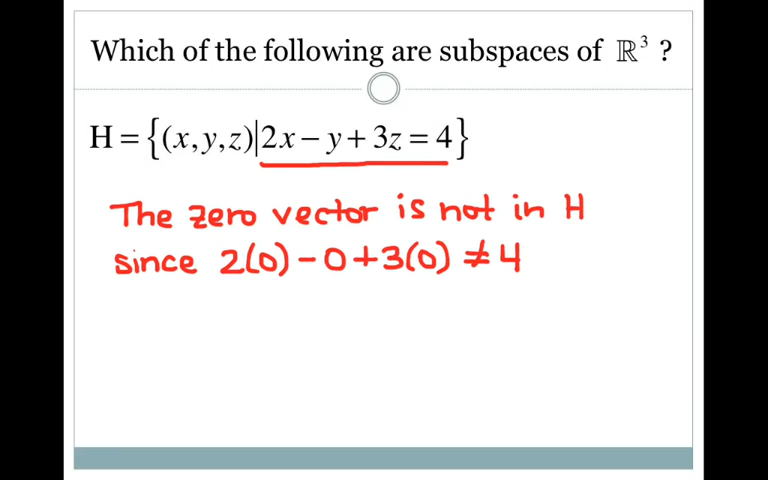 Which of the following are subspaces of ℝ³ ?
H = {(x,y,z)|2x − y + 3z = 4}
The zero vector is not in H
since 2(0) − 0 + 3(0) ≠ 4